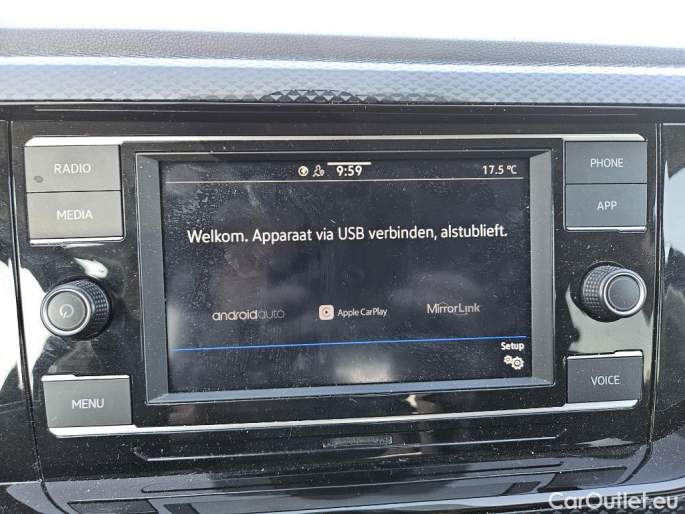 RADIO
MEDIA
MENU
9:59
17.5 °C
Welkom. Apparaat via USB verbinden, alstublieft.
androidauto
Apple CarPlay
MirrorLink
Setup
PHONE
APP
VOICE
CarOutlet.eu